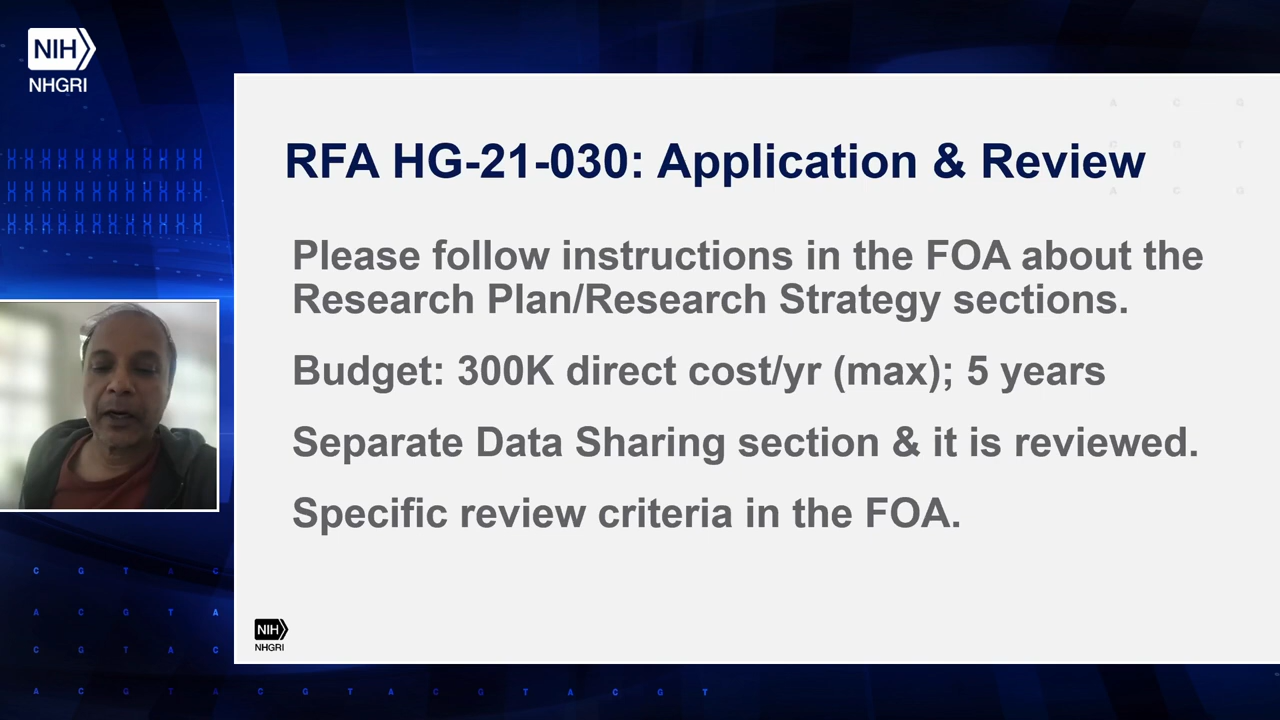 NIH
NHGRI
RFA HG-21-030: Application & Review
Please follow instructions in the FOA about the
Research Plan/Research Strategy sections.
Budget: 300K direct cost/yr (max); 5 years
Separate Data Sharing section & it is reviewed.
Specific review criteria in the FOA.
NIH
NHGRI
A C G
G T
A C G
C G T A C
A C G T A
C G T A C
A C G T A C G T A C G T A C G T